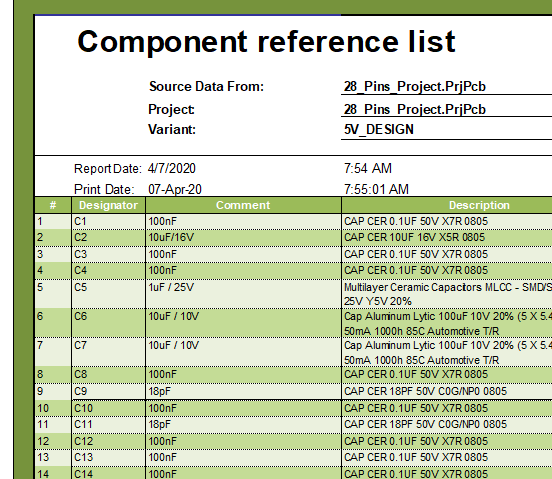 Component reference list
Source Data From: 28_Pins_Project.PrjPcb
Project: 28_Pins_Project.PrjPcb
Variant: 5V_DESIGN
Report Date: 4/7/2020 7:54 AM
Print Date: 07-Apr-20 7:55:01 AM
# Designator Comment Description
1 C1 100nF CAP CER 0.1UF 50V X7R 0805
2 C2 10uF/16V CAP CER 10UF 16V X5R 0805
3 C3 100nF CAP CER 0.1UF 50V X7R 0805
4 C4 100nF CAP CER 0.1UF 50V X7R 0805
5 C5 1uF / 25V Multilayer Ceramic Capacitors MLCC - SMD/S
25V Y5V 20%
6 C6 10uF / 10V Cap Aluminum Lytic 100uF 10V 20% (5 X 5.4
50mA 1000h 85C Automotive T/R
7 C7 10uF / 10V Cap Aluminum Lytic 100uF 10V 20% (5 X 5.4
50mA 1000h 85C Automotive T/R
8 C8 100nF CAP CER 0.1UF 50V X7R 0805
9 C9 18pF CAP CER 18PF 50V C0G/NP0 0805
10 C10 100nF CAP CER 0.1UF 50V X7R 0805
11 C11 18pF CAP CER 18PF 50V C0G/NP0 0805
12 C12 100nF CAP CER 0.1UF 50V X7R 0805
13 C13 100nF CAP CER 0.1UF 50V X7R 0805
14 C14 100nF CAP CER 0.1UF 50V X7R 0805